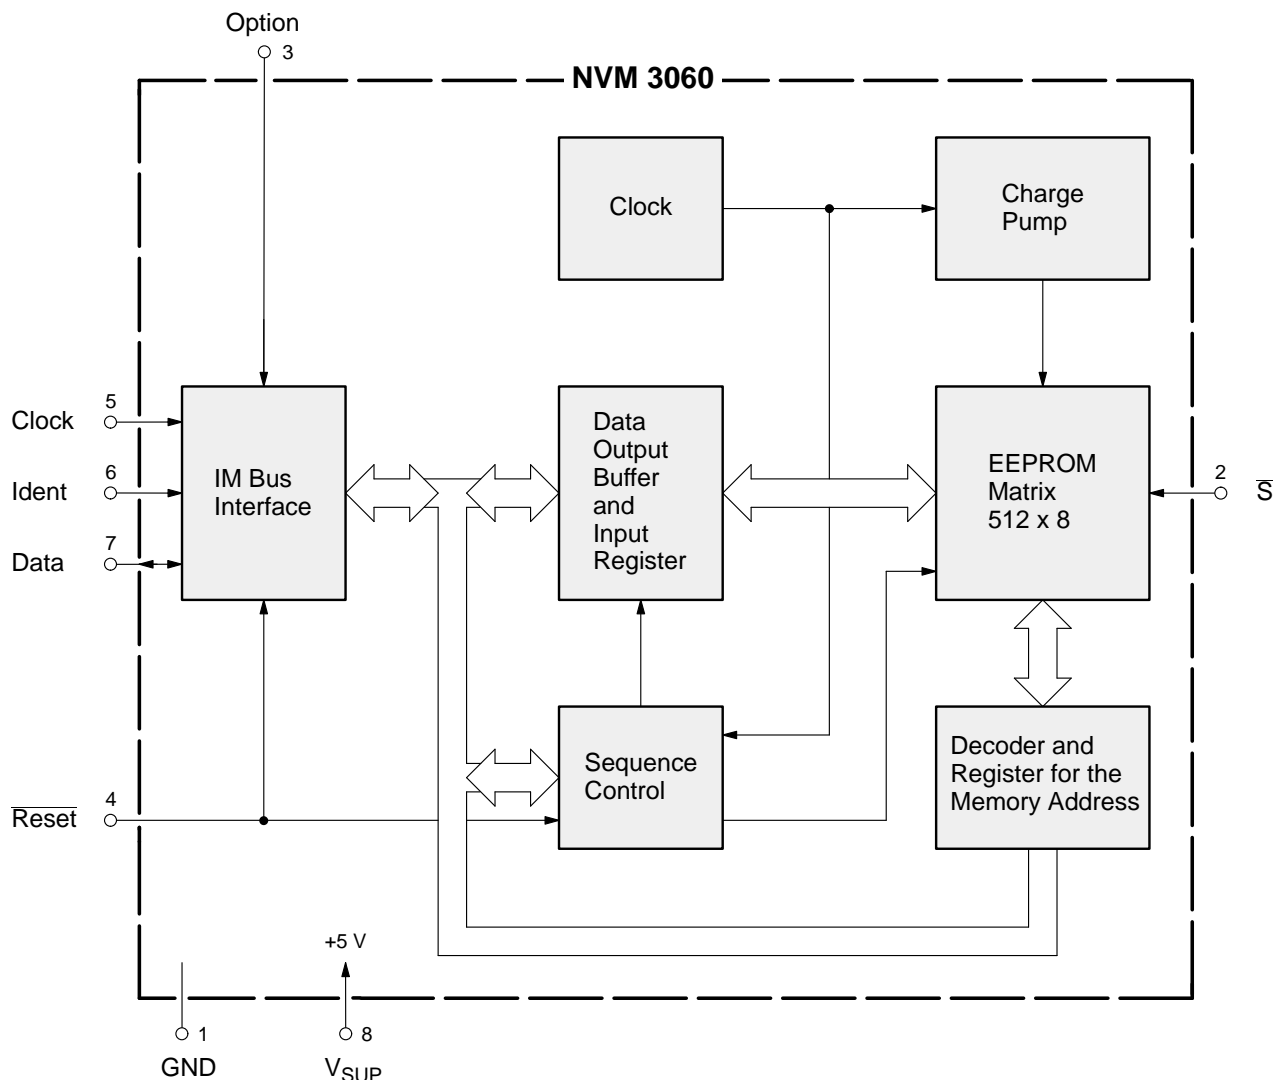 Option
3
NVM 3060
Clock
Charge
Pump
5
Clock
6
Ident
7
Data
IM Bus
Interface
Data
Output
Buffer
and
Input
Register
EEPROM
Matrix
512 x 8
2
S̅
4
R̅e̅s̅e̅t̅
Sequence
Control
Decoder and
Register for the
Memory Address
+5 V
1
GND
8
VSUP